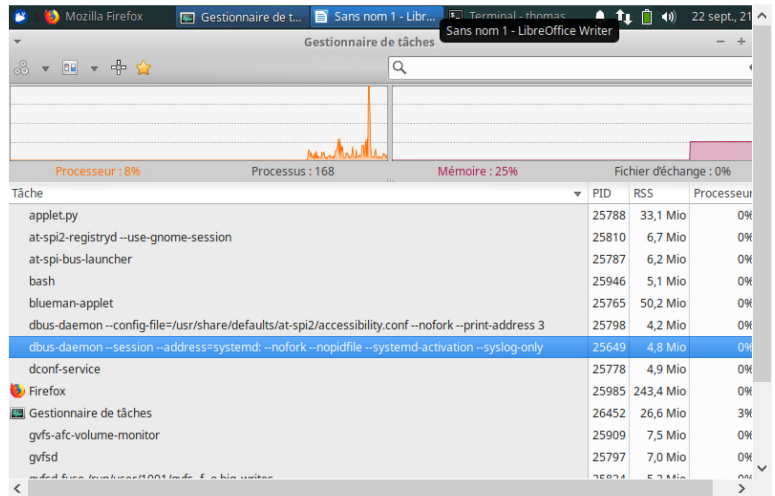 Mozilla Firefox
Gestionnaire de t...
Sans nom 1 - Libr...
Terminal - thomas
22 sept., 21
Sans nom 1 - LibreOffice Writer
Gestionnaire de tâches
Processeur : 8%
Processus : 168
Mémoire : 25%
Fichier d'échange : 0%
Tâche PID RSS Processeur
applet.py 25788 33,1 Mio 0%
at-spi2-registryd --use-gnome-session 25810 6,7 Mio 0%
at-spi-bus-launcher 25787 6,2 Mio 0%
bash 25946 5,1 Mio 0%
blueman-applet 25765 50,2 Mio 0%
dbus-daemon --config-file=/usr/share/defaults/at-spi2/accessibility.conf --nofork --print-address 3 25798 4,2 Mio 0%
dbus-daemon --session --address=systemd: --nofork --nopidfile --systemd-activation --syslog-only 25649 4,8 Mio 0%
dconf-service 25778 4,9 Mio 0%
Firefox 25985 243,4 Mio 0%
Gestionnaire de tâches 26452 26,6 Mio 3%
gvfs-afc-volume-monitor 25909 7,5 Mio 0%
gvfsd 25797 7,0 Mio 0%